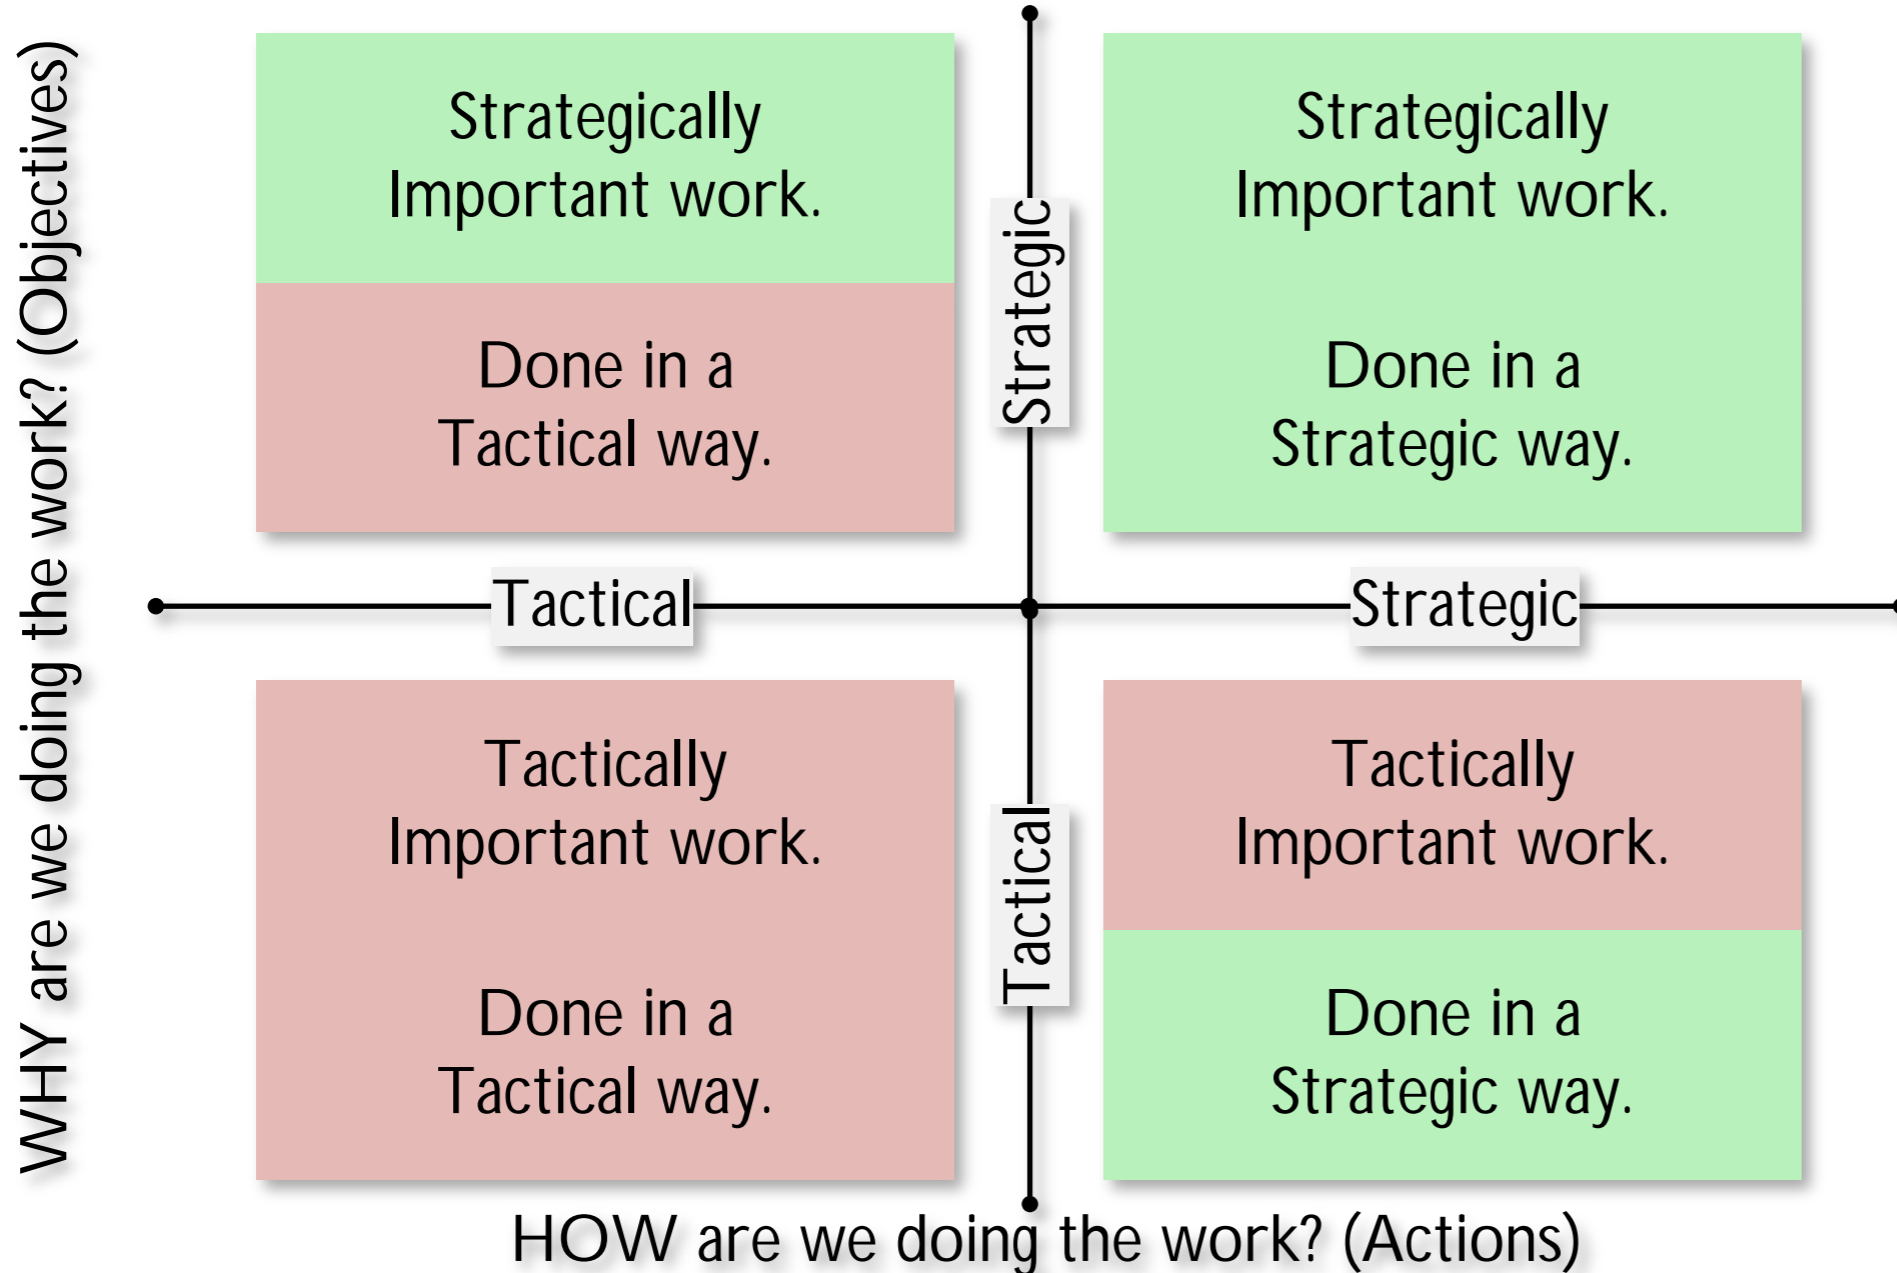 WHY are we doing the work? (Objectives)
Strategically
Important work.
Done in a
Tactical way.
Strategic
Strategically
Important work.
Done in a
Strategic way.
Tactical
Strategic
Tactically
Important work.
Done in a
Tactical way.
Tactical
Tactically
Important work.
Done in a
Strategic way.
HOW are we doing the work? (Actions)